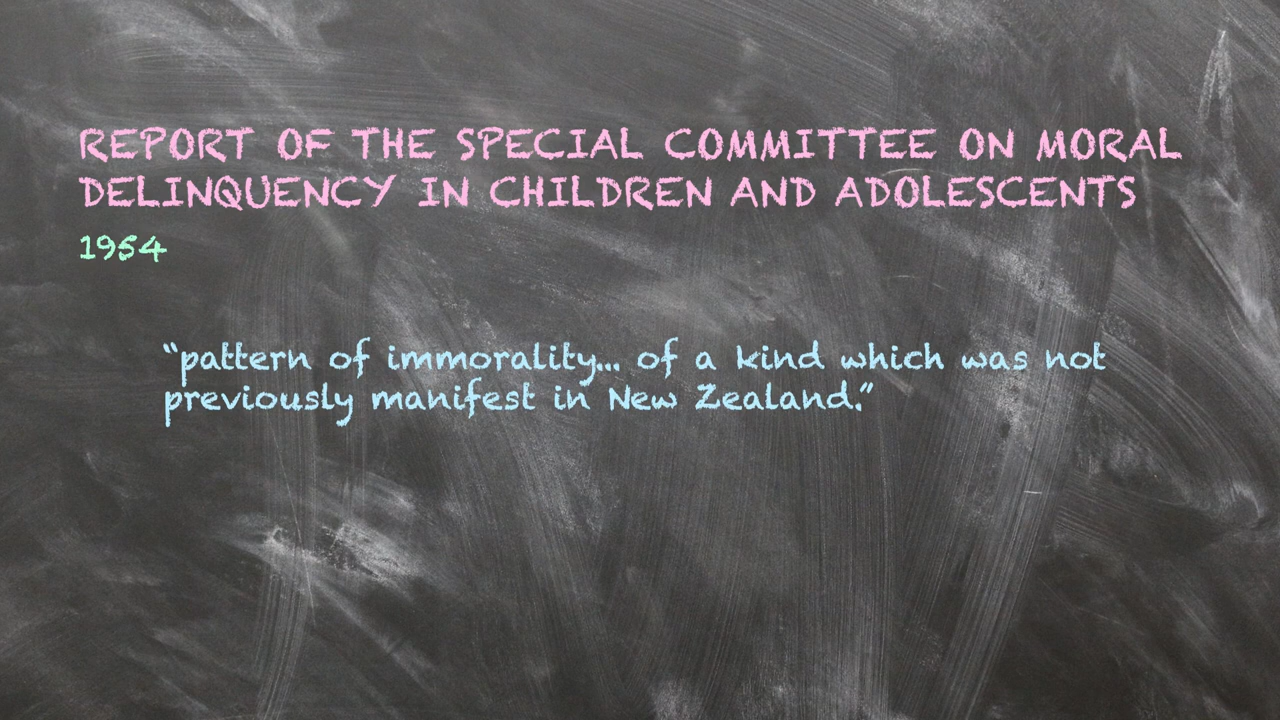 REPORT OF THE SPECIAL COMMITTEE ON MORAL
DELINQUENCY IN CHILDREN AND ADOLESCENTS
1954
“pattern of immorality... of a kind which was not
previously manifest in New Zealand.”